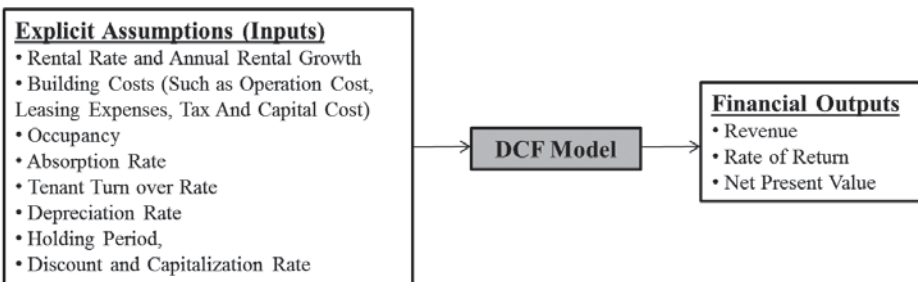 Explicit Assumptions (Inputs)
• Rental Rate and Annual Rental Growth
• Building Costs (Such as Operation Cost,
Leasing Expenses, Tax And Capital Cost)
• Occupancy
• Absorption Rate
• Tenant Turn over Rate
• Depreciation Rate
• Holding Period,
• Discount and Capitalization Rate
DCF Model
Financial Outputs
• Revenue
• Rate of Return
• Net Present Value